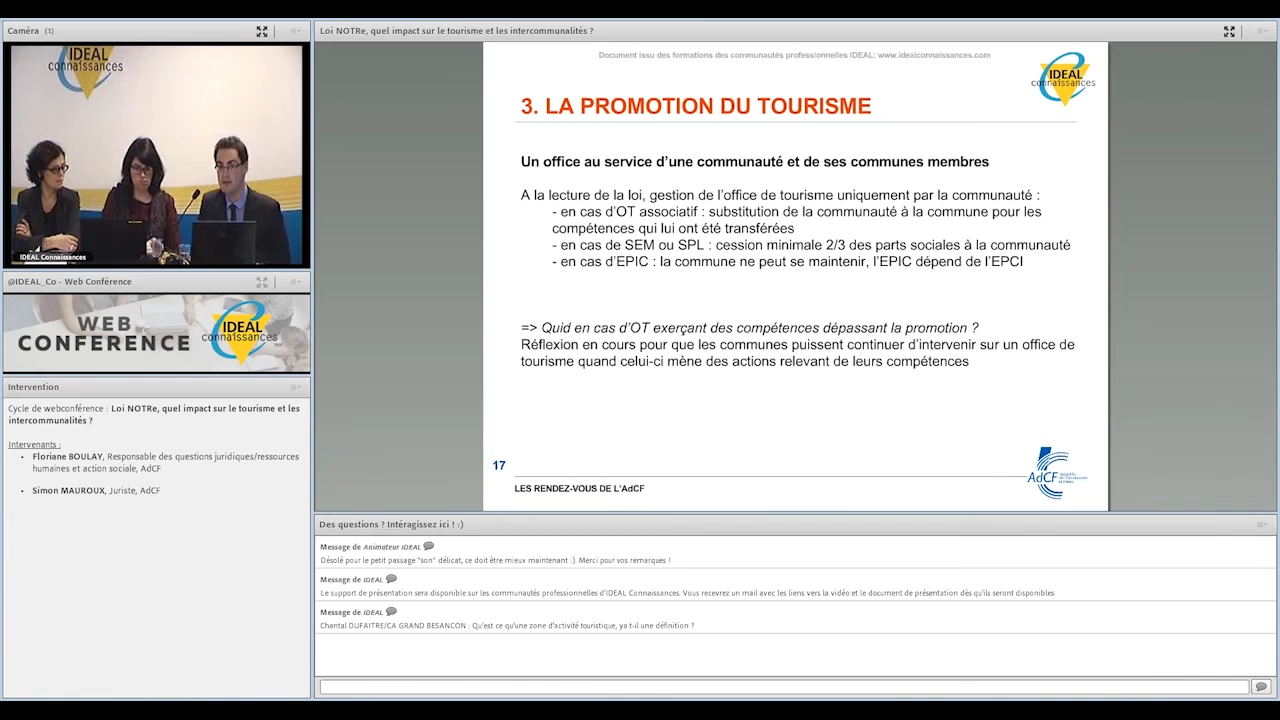 Caméra (1)
IDEAL
connaissances
IDEAL Connaissances
@IDEAL_Co - Web Conférence
WEB
CONFERENCE
IDEAL
connaissances
Intervention
Cycle de webconférence : Loi NOTRe, quel impact sur le tourisme et les
intercommunalités ?
Intervenants :
Floriane BOULAY, Responsable des questions juridiques/ressources
humaines et action sociale, AdCF
Simon MAUROUX, Juriste, AdCF
Loi NOTRe, quel impact sur le tourisme et les intercommunalités ?
Document issu des formations des communautés professionnelles IDEAL: www.idealconnaissances.com
IDEAL
connaissances
3. LA PROMOTION DU TOURISME
Un office au service d'une communauté et de ses communes membres
A la lecture de la loi, gestion de l'office de tourisme uniquement par la communauté :
- en cas d'OT associatif : substitution de la communauté à la commune pour les
compétences qui lui ont été transférées
- en cas de SEM ou SPL : cession minimale 2/3 des parts sociales à la communauté
- en cas d'EPIC : la commune ne peut se maintenir, l'EPIC dépend de l'EPCI
=> Quid en cas d'OT exerçant des compétences dépassant la promotion ?
Réflexion en cours pour que les communes puissent continuer d'intervenir sur un office de
tourisme quand celui-ci mène des actions relevant de leurs compétences
17
LES RENDEZ-VOUS DE L'AdCF
AdCF
Des questions ? Intéragissez ici ! :)
Message de Animateur IDEAL
Désolé pour le petit passage "son" délicat, ce doit être mieux maintenant :). Merci pour vos remarques !
Message de IDEAL
Le support de présentation sera disponible sur les communautés professionnelles d'IDEAL Connaissances. Vous recevrez un mail avec les liens vers la vidéo et le document de présentation dès qu'ils seront disponibles
Message de IDEAL
Chantal DUFAITRE/CA GRAND BESANCON : Qu'est ce qu'une zone d'activité touristique, ya t-il une définition ?